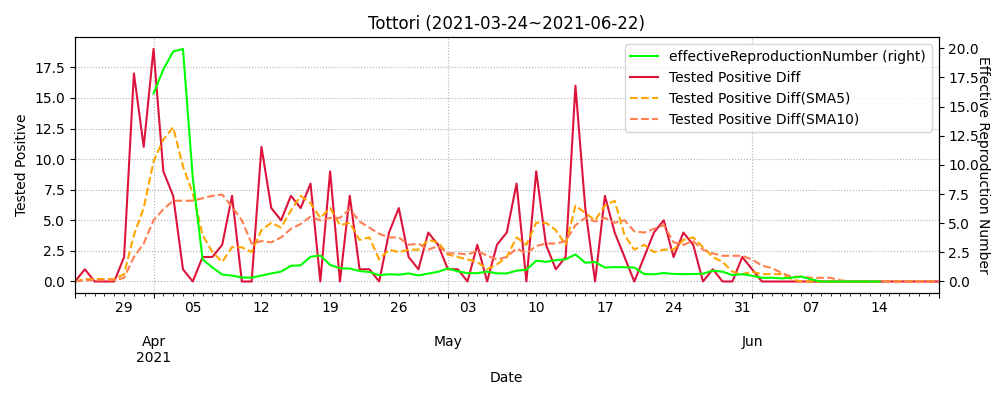 Tottori (2021-03-24~2021-06-22)
effectiveReproductionNumber (right)
Tested Positive Diff
Tested Positive Diff(SMA5)
Tested Positive Diff(SMA10)
Tested Positive
17.5
15.0
12.5
10.0
7.5
5.0
2.5
0.0
20.0
17.5
15.0
12.5
10.0
7.5
5.0
2.5
0.0
Effective Reproduction Number
29 05 12 19 26 03 10 17 24 31 07 14
Apr May Jun
2021
Date